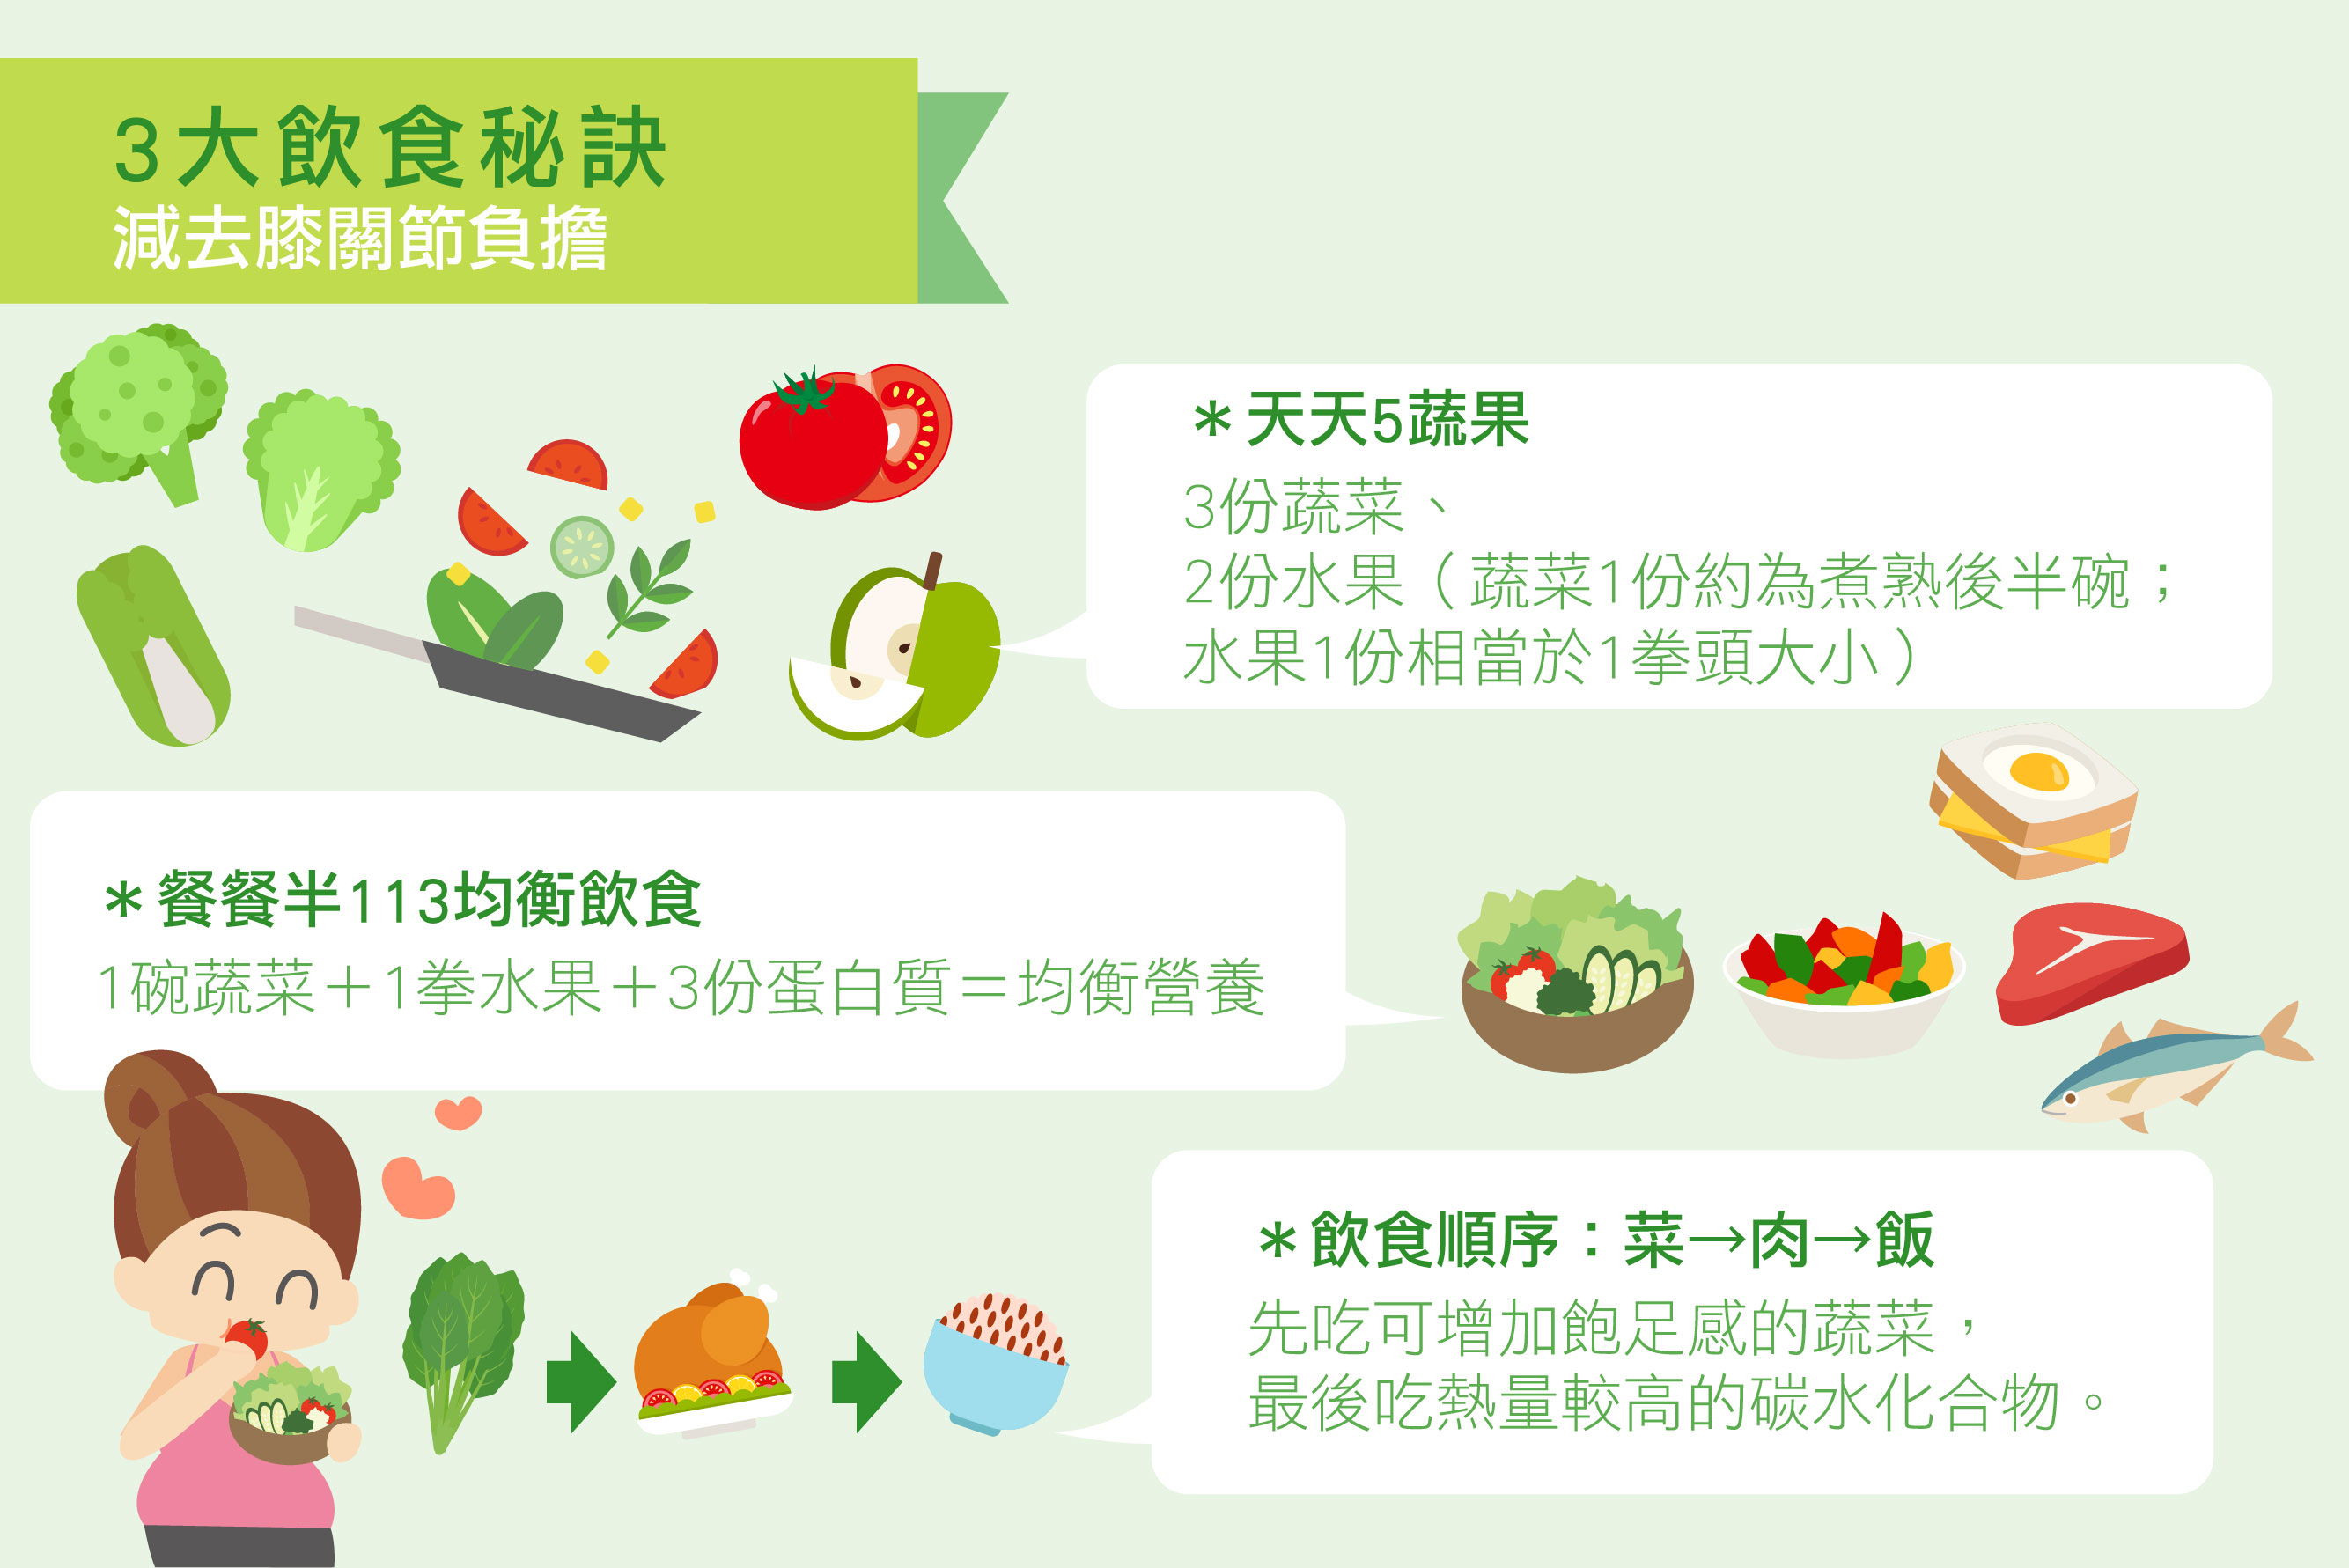 3大飲食秘訣
減去膝關節負擔
＊天天5蔬果
3份蔬菜、
2份水果（蔬菜1份約為煮熟後半碗；
水果1份相當於1拳頭大小）
＊餐餐半113均衡飲食
1碗蔬菜＋1拳水果＋3份蛋白質＝均衡營養
＊飲食順序：菜→肉→飯
先吃可增加飽足感的蔬菜，
最後吃熱量較高的碳水化合物。